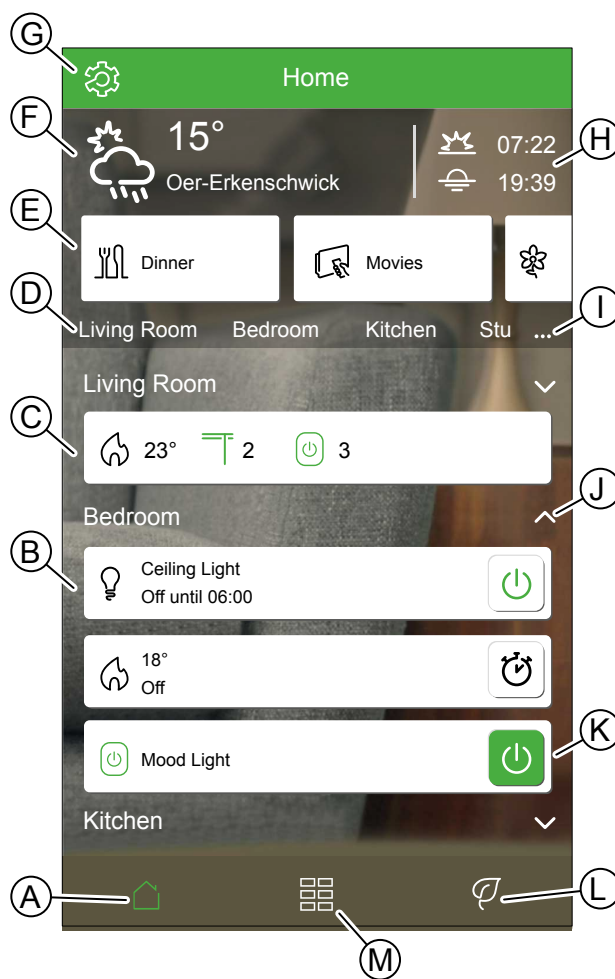 G
Home
F
15°
07:22
H
Oer-Erkenschwick
19:39
E
Dinner
Movies
D
Living Room Bedroom Kitchen Stu ...
I
Living Room
C
23° 2 3
J
Bedroom
B
Ceiling Light
Off until 06:00
18°
Off
K
Mood Light
Kitchen
A
L
M